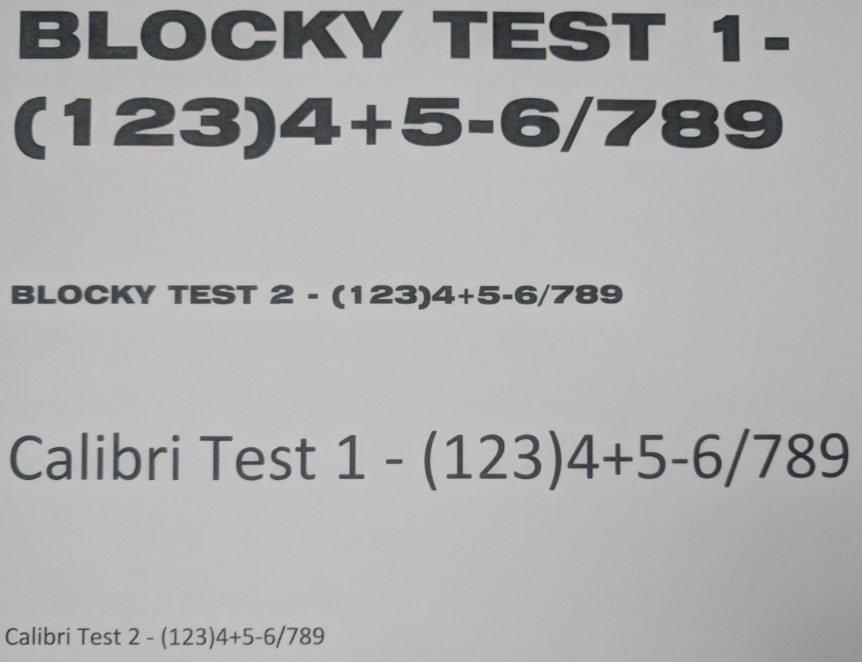 BLOCKY TEST 1-
(123)4+5-6/789
BLOCKY TEST 2 - (123)4+5-6/789
Calibri Test 1 - (123)4+5-6/789
Calibri Test 2 - (123)4+5-6/789